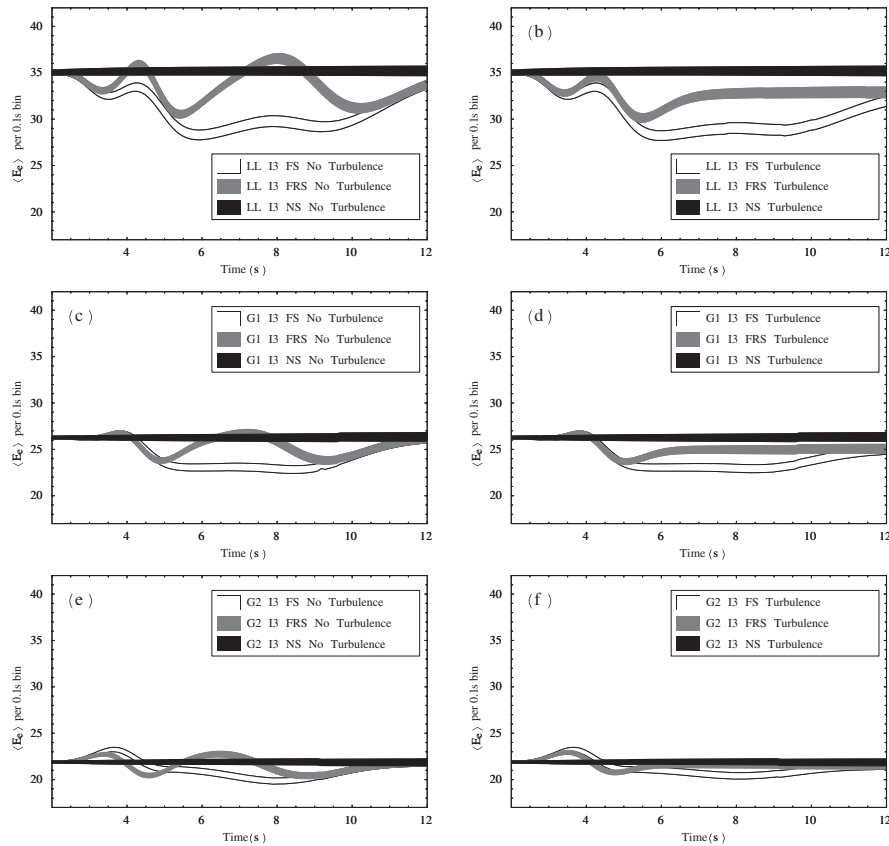 40
35
30
25
20
⟨Ee⟩ per 0.1s bin
LL I3 FS No Turbulence
LL I3 FRS No Turbulence
LL I3 NS No Turbulence
4 6 8 10 12
Time (s)
(b)
40
35
30
25
20
⟨Ee⟩ per 0.1s bin
LL I3 FS Turbulence
LL I3 FRS Turbulence
LL I3 NS Turbulence
4 6 8 10 12
Time (s)
(c)
40
35
30
25
20
⟨Ee⟩ per 0.1s bin
G1 I3 FS No Turbulence
G1 I3 FRS No Turbulence
G1 I3 NS No Turbulence
4 6 8 10 12
Time (s)
(d)
40
35
30
25
20
⟨Ee⟩ per 0.1s bin
G1 I3 FS Turbulence
G1 I3 FRS Turbulence
G1 I3 NS Turbulence
4 6 8 10 12
Time (s)
(e)
40
35
30
25
20
⟨Ee⟩ per 0.1s bin
G2 I3 FS No Turbulence
G2 I3 FRS No Turbulence
G2 I3 NS No Turbulence
4 6 8 10 12
Time (s)
(f)
40
35
30
25
20
⟨Ee⟩ per 0.1s bin
G2 I3 FS Turbulence
G2 I3 FRS Turbulence
G2 I3 NS Turbulence
4 6 8 10 12
Time (s)